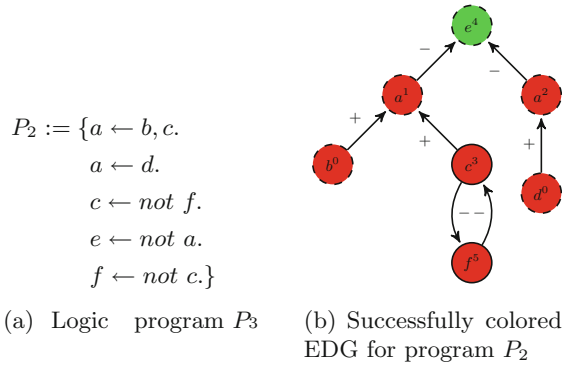 P₂ := {a ← b, c.
a ← d.
c ← not f.
e ← not a.
f ← not c.}
(a) Logic program P₃
e⁴
−
−
a¹
a²
+
+
+
b⁰
c³
d⁰
− −
f⁵
(b) Successfully colored
EDG for program P₂